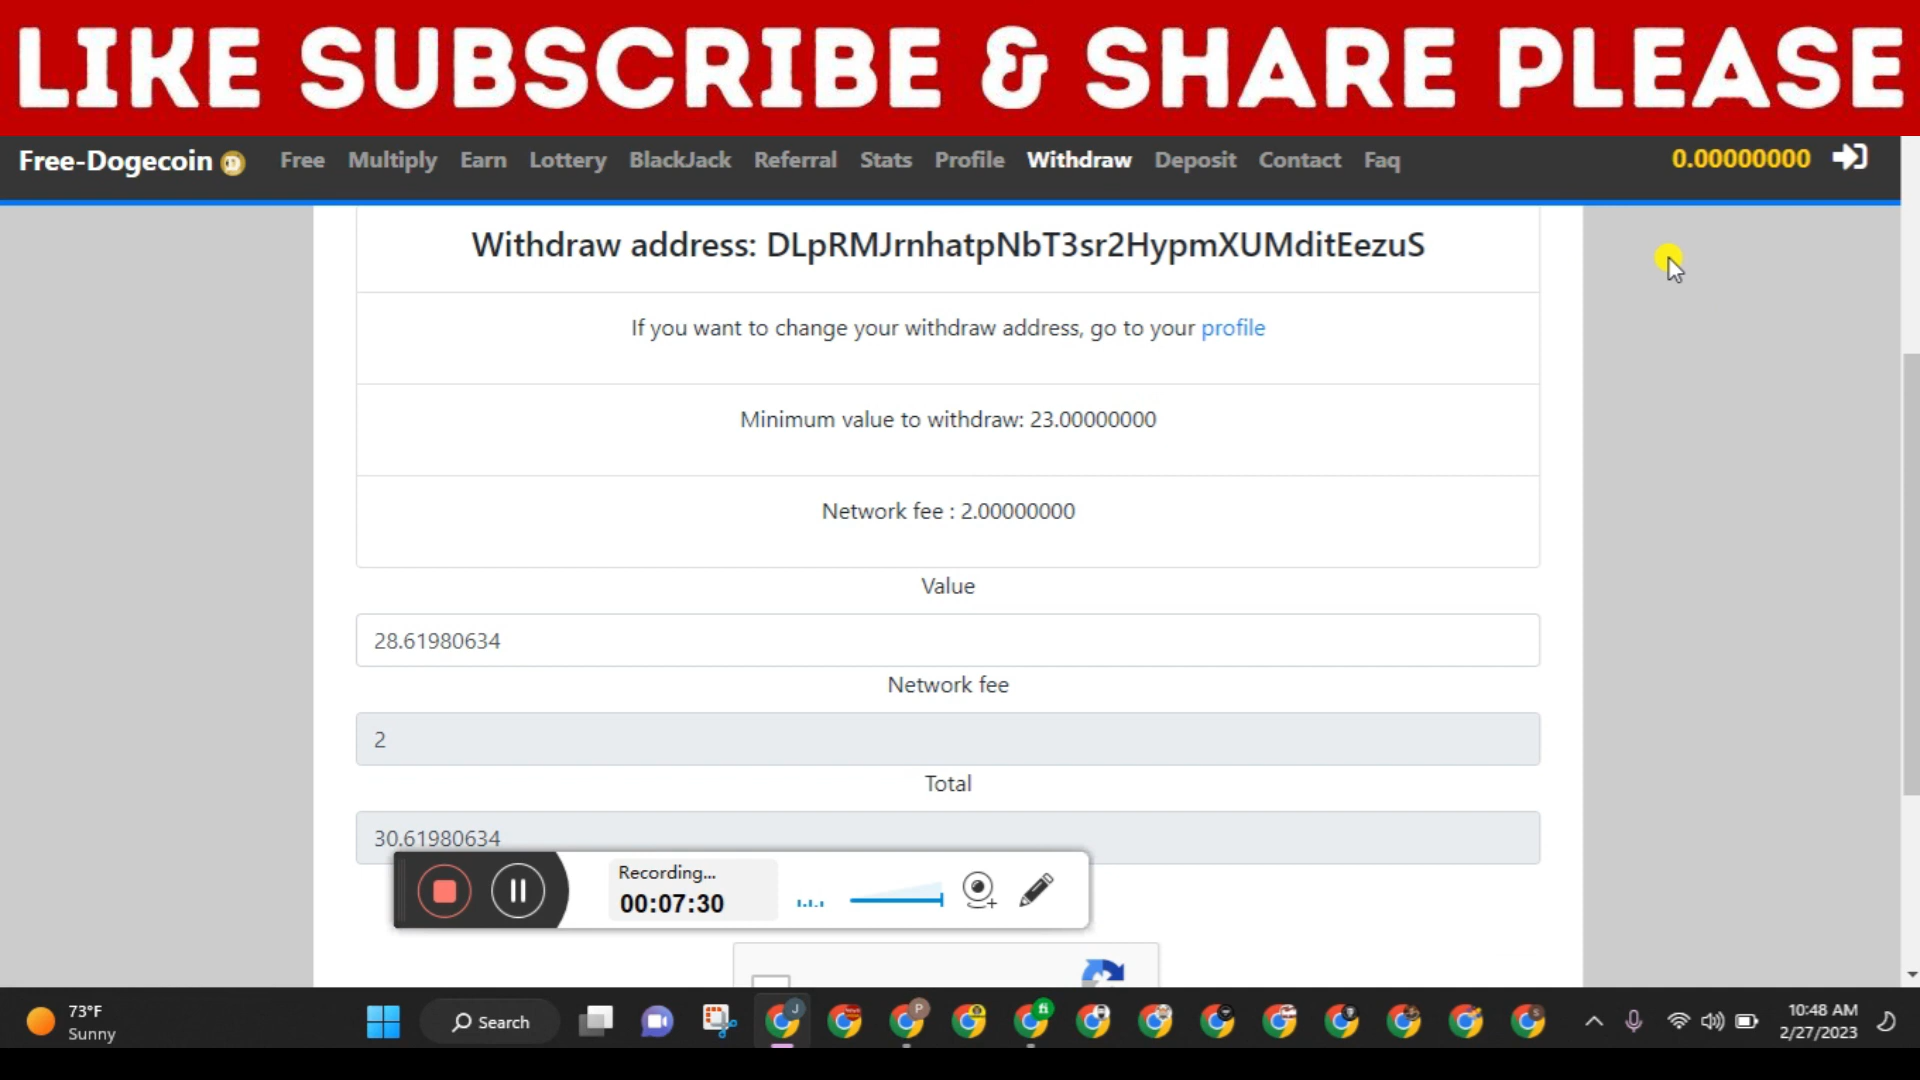 LIKE SUBSCRIBE & SHARE PLEASE
Free-Dogecoin Free Multiply Earn Lottery BlackJack Referral Stats Profile Withdraw Deposit Contact Faq 0.00000000
Withdraw address: DLpRMJrnhatpNbT3sr2HypmXUMditEezuS
If you want to change your withdraw address, go to your profile
Minimum value to withdraw: 23.00000000
Network fee : 2.00000000
Value
28.61980634
Network fee
2
Total
30.61980634
Recording...
00:07:30
73°F
Sunny
Search
10:48 AM
2/27/2023